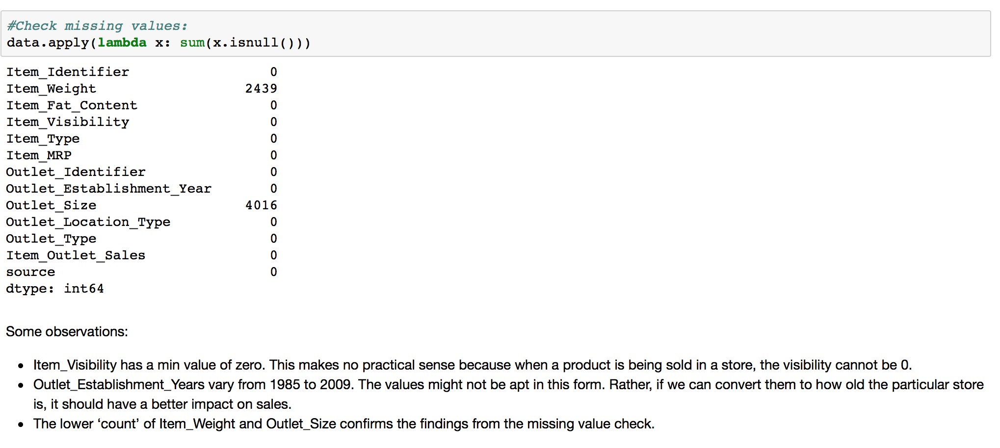 #Check missing values:
data.apply(lambda x: sum(x.isnull()))
Item_Identifier 0
Item_Weight 2439
Item_Fat_Content 0
Item_Visibility 0
Item_Type 0
Item_MRP 0
Outlet_Identifier 0
Outlet_Establishment_Year 0
Outlet_Size 4016
Outlet_Location_Type 0
Outlet_Type 0
Item_Outlet_Sales 0
source 0
dtype: int64
Some observations:
• Item_Visibility has a min value of zero. This makes no practical sense because when a product is being sold in a store, the visibility cannot be 0.
• Outlet_Establishment_Years vary from 1985 to 2009. The values might not be apt in this form. Rather, if we can convert them to how old the particular store
is, it should have a better impact on sales.
• The lower ‘count’ of Item_Weight and Outlet_Size confirms the findings from the missing value check.